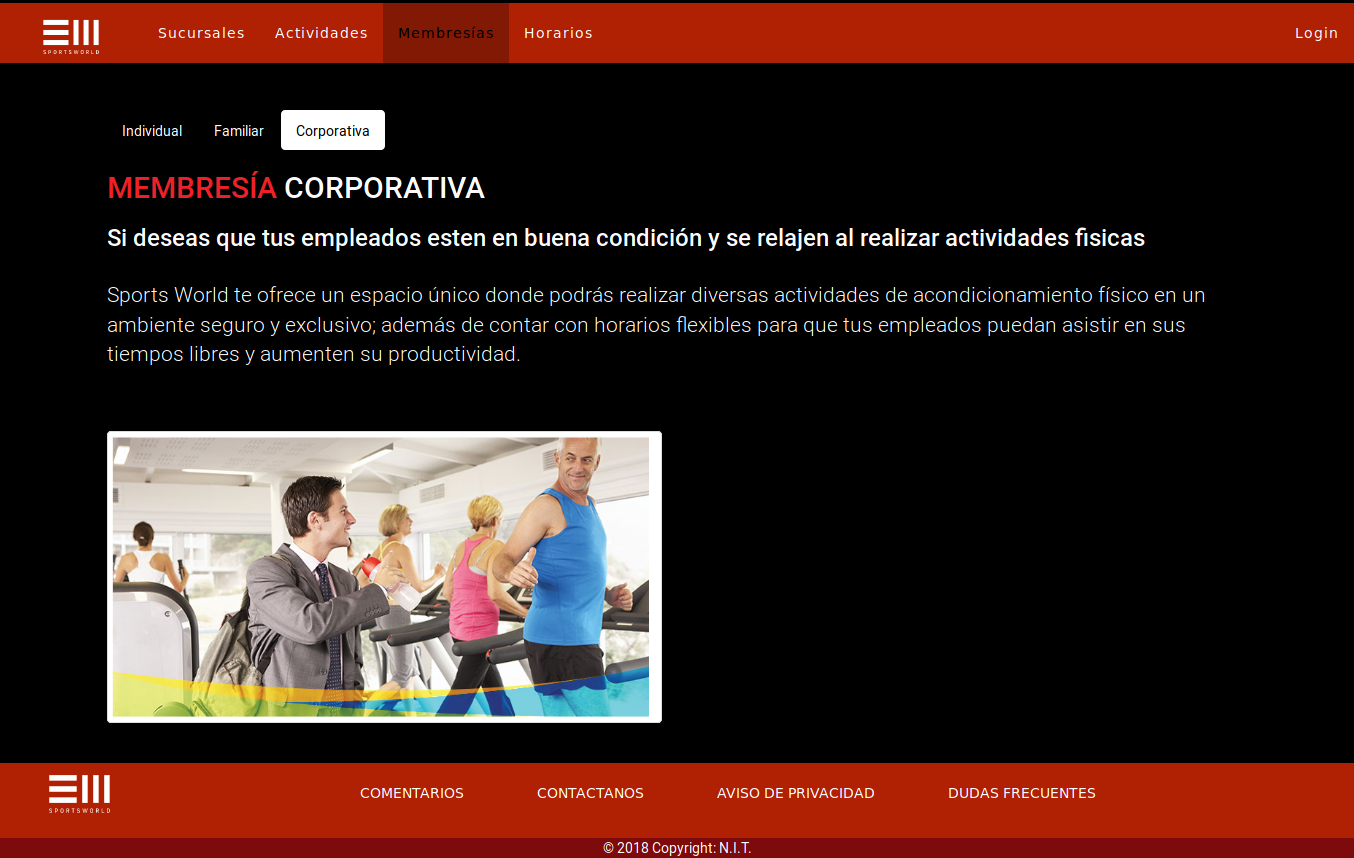 SPORTSWORLD
Sucursales
Actividades
Membresías
Horarios
Login
Individual
Familiar
Corporativa
MEMBRESÍA CORPORATIVA
Si deseas que tus empleados esten en buena condición y se relajen al realizar actividades fisicas
Sports World te ofrece un espacio único donde podrás realizar diversas actividades de acondicionamiento físico en un
ambiente seguro y exclusivo; además de contar con horarios flexibles para que tus empleados puedan asistir en sus
tiempos libres y aumenten su productividad.
SPORTSWORLD
COMENTARIOS
CONTACTANOS
AVISO DE PRIVACIDAD
DUDAS FRECUENTES
© 2018 Copyright: N.I.T.